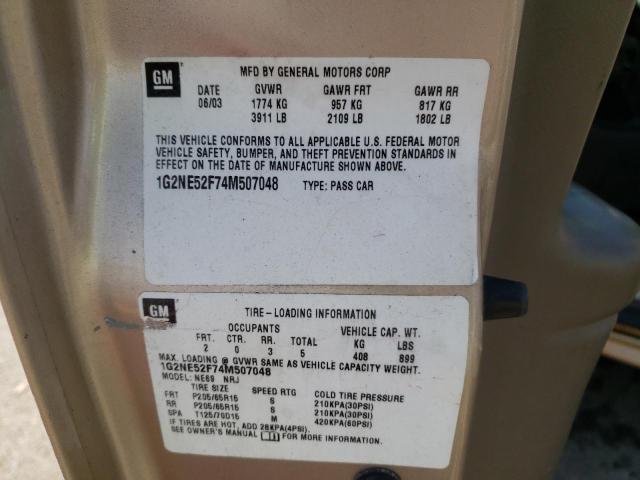 GM
MFD BY GENERAL MOTORS CORP
DATE GVWR GAWR FRT GAWR RR
06/03 1774 KG 957 KG 817 KG
3911 LB 2109 LB 1802 LB
THIS VEHICLE CONFORMS TO ALL APPLICABLE U.S. FEDERAL MOTOR
VEHICLE SAFETY, BUMPER, AND THEFT PREVENTION STANDARDS IN
EFFECT ON THE DATE OF MANUFACTURE SHOWN ABOVE.
1G2NE52F74M507048 TYPE: PASS CAR
GM
TIRE-LOADING INFORMATION
OCCUPANTS VEHICLE CAP. WT.
FRT. CTR. RR. TOTAL KG LBS
2 0 3 5 408 899
MAX. LOADING @ GVWR SAME AS VEHICLE CAPACITY WEIGHT.
1G2NE52F74M507048
MODEL: NE69 NRJ
TIRE SIZE SPEED RTG COLD TIRE PRESSURE
FRT P205/65R15 S 210KPA(30PSI)
RR P205/65R15 S 210KPA(30PSI)
SPA T125/70D15 M 420KPA(60PSI)
IF TIRES ARE HOT, ADD 28KPA(4PSI).
SEE OWNER'S MANUAL FOR MORE INFORMATION.